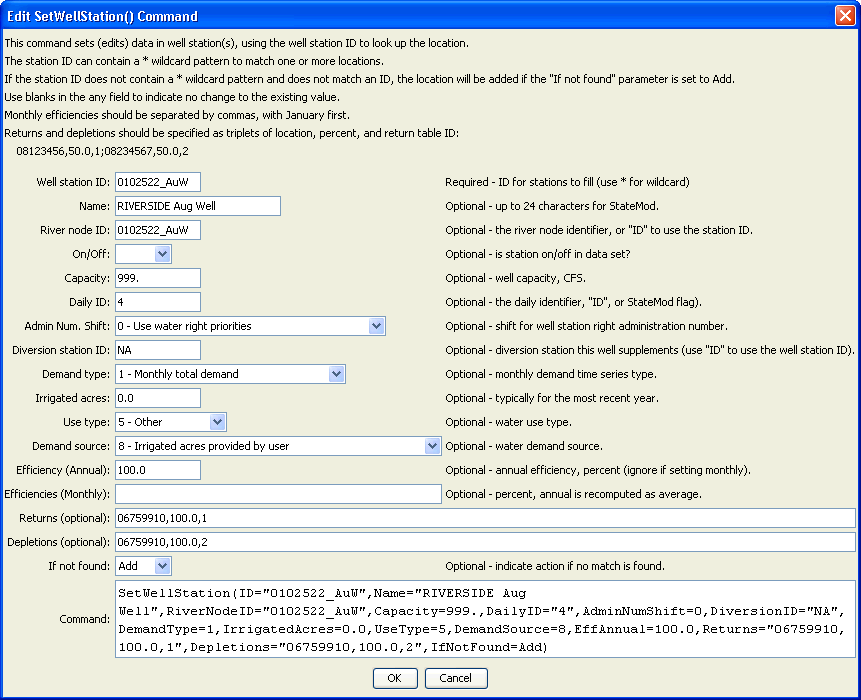 Edit SetWellStation() Command
This command sets (edits) data in well station(s), using the well station ID to look up the location.
The station ID can contain a * wildcard pattern to match one or more locations.
If the station ID does not contain a * wildcard pattern and does not match an ID, the location will be added if the "If not found" parameter is set to Add.
Use blanks in the any field to indicate no change to the existing value.
Monthly efficiencies should be separated by commas, with January first.
Returns and depletions should be specified as triplets of location, percent, and return table ID:
08123456,50.0,1;08234567,50.0,2
Well station ID: 0102522_AuW Required - ID for stations to fill (use * for wildcard)
Name: RIVERSIDE Aug Well Optional - up to 24 characters for StateMod.
River node ID: 0102522_AuW Optional - the river node identifier, or "ID" to use the station ID.
On/Off: Optional - is station on/off in data set?
Capacity: 999. Optional - well capacity, CFS.
Daily ID: 4 Optional - the daily identifier, "ID", or StateMod flag).
Admin Num. Shift: 0 - Use water right priorities Optional - shift for well station right administration number.
Diversion station ID: NA Optional - diversion station this well supplements (use "ID" to use the well station ID).
Demand type: 1 - Monthly total demand Optional - monthly demand time series type.
Irrigated acres: 0.0 Optional - typically for the most recent year.
Use type: 5 - Other Optional - water use type.
Demand source: 8 - Irrigated acres provided by user Optional - water demand source.
Efficiency (Annual): 100.0 Optional - annual efficiency, percent (ignore if setting monthly).
Efficiencies (Monthly): Optional - percent, annual is recomputed as average.
Returns (optional): 06759910,100.0,1
Depletions (optional): 06759910,100.0,2
If not found: Add Optional - indicate action if no match is found.
Command:
SetWellStation(ID="0102522_AuW",Name="RIVERSIDE Aug
Well",RiverNodeID="0102522_AuW",Capacity=999.,DailyID="4",AdminNumShift=0,DiversionID="NA",
DemandType=1,IrrigatedAcres=0.0,UseType=5,DemandSource=8,EffAnnual=100.0,Returns="06759910,
100.0,1",Depletions="06759910,100.0,2",IfNotFound=Add)
OK Cancel